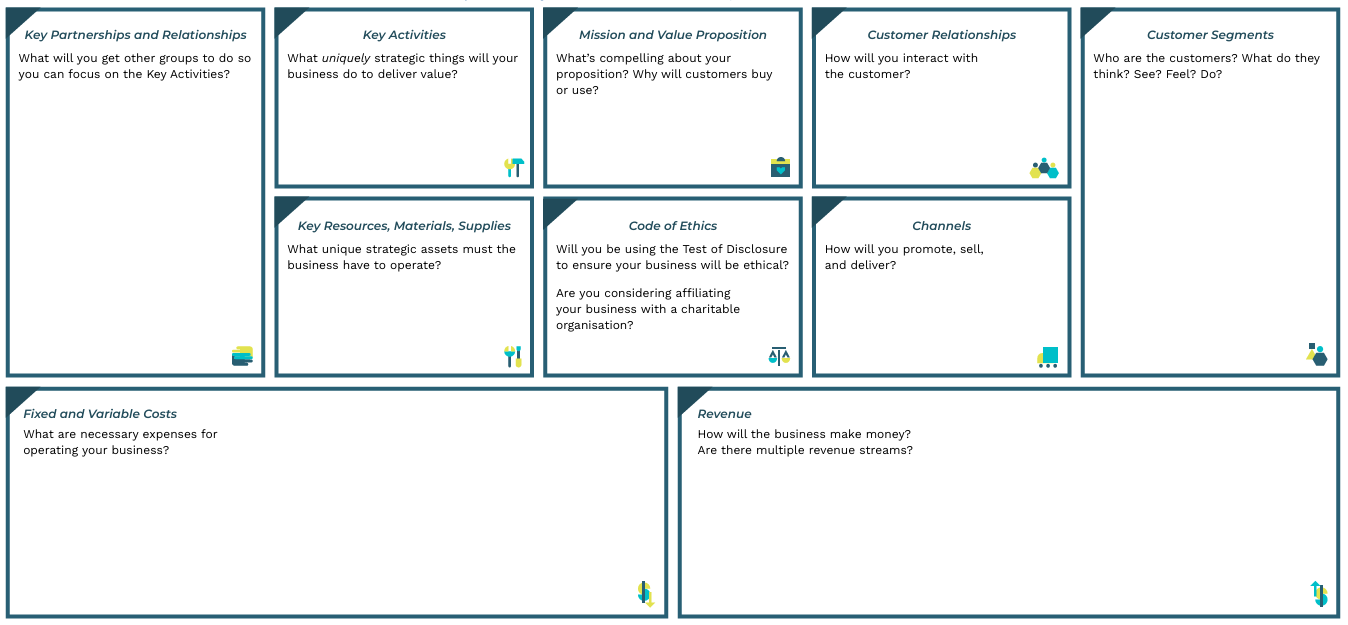 Key Partnerships and Relationships
What will you get other groups to do so
you can focus on the Key Activities?
Key Activities
What uniquely strategic things will your
business do to deliver value?
Mission and Value Proposition
What's compelling about your
proposition? Why will customers buy
or use?
Customer Relationships
How will you interact with
the customer?
Customer Segments
Who are the customers? What do they
think? See? Feel? Do?
Key Resources, Materials, Supplies
What unique strategic assets must the
business have to operate?
Code of Ethics
Will you be using the Test of Disclosure
to ensure your business will be ethical?
Are you considering affiliating
your business with a charitable
organisation?
Channels
How will you promote, sell,
and deliver?
Fixed and Variable Costs
What are necessary expenses for
operating your business?
Revenue
How will the business make money?
Are there multiple revenue streams?